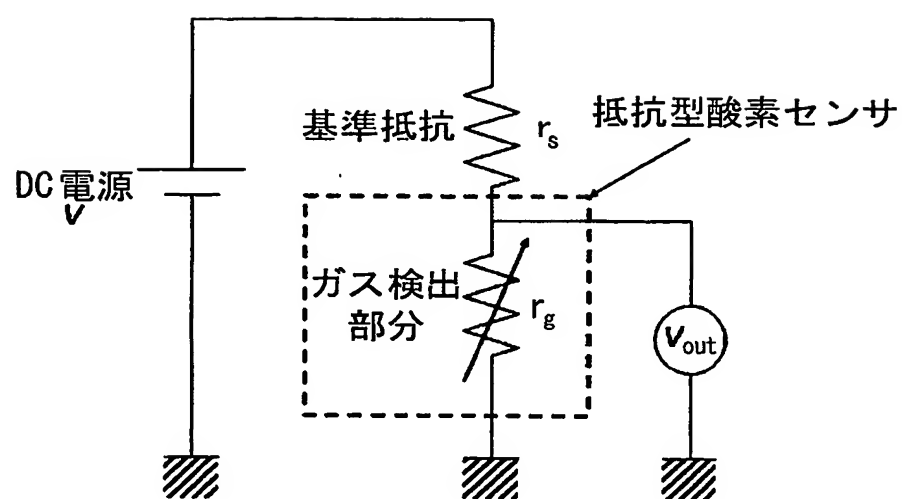 基準抵抗
r_s
抵抗型酸素センサ
DC電源
V
ガス検出
部分
r_g
V_out